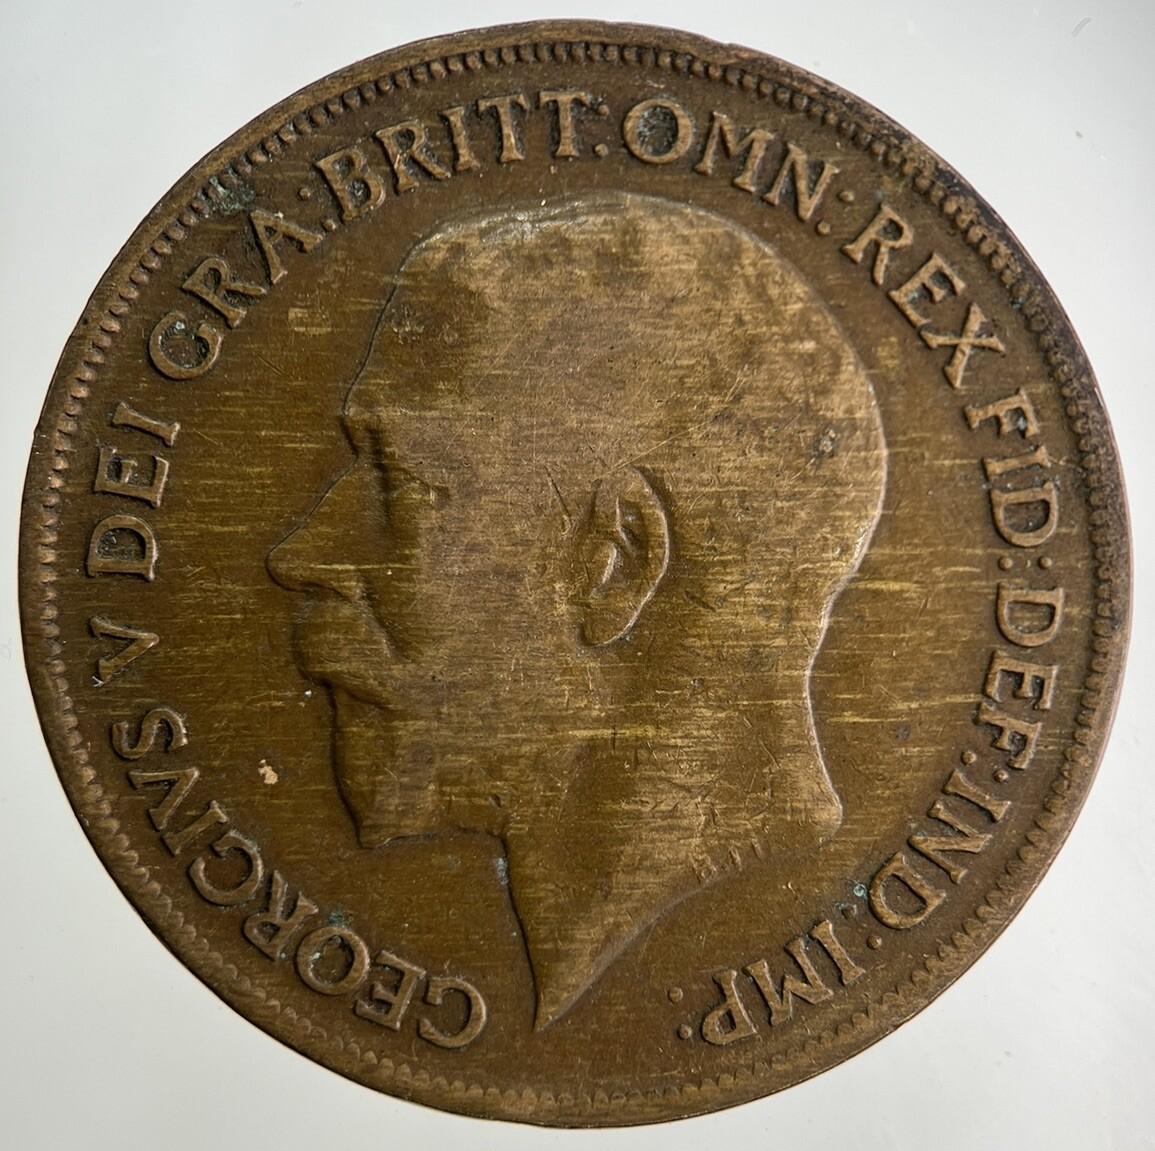 GEORGIVS V DEI GRA: BRITT: OMN: REX FID: DEF: IND: IMP: